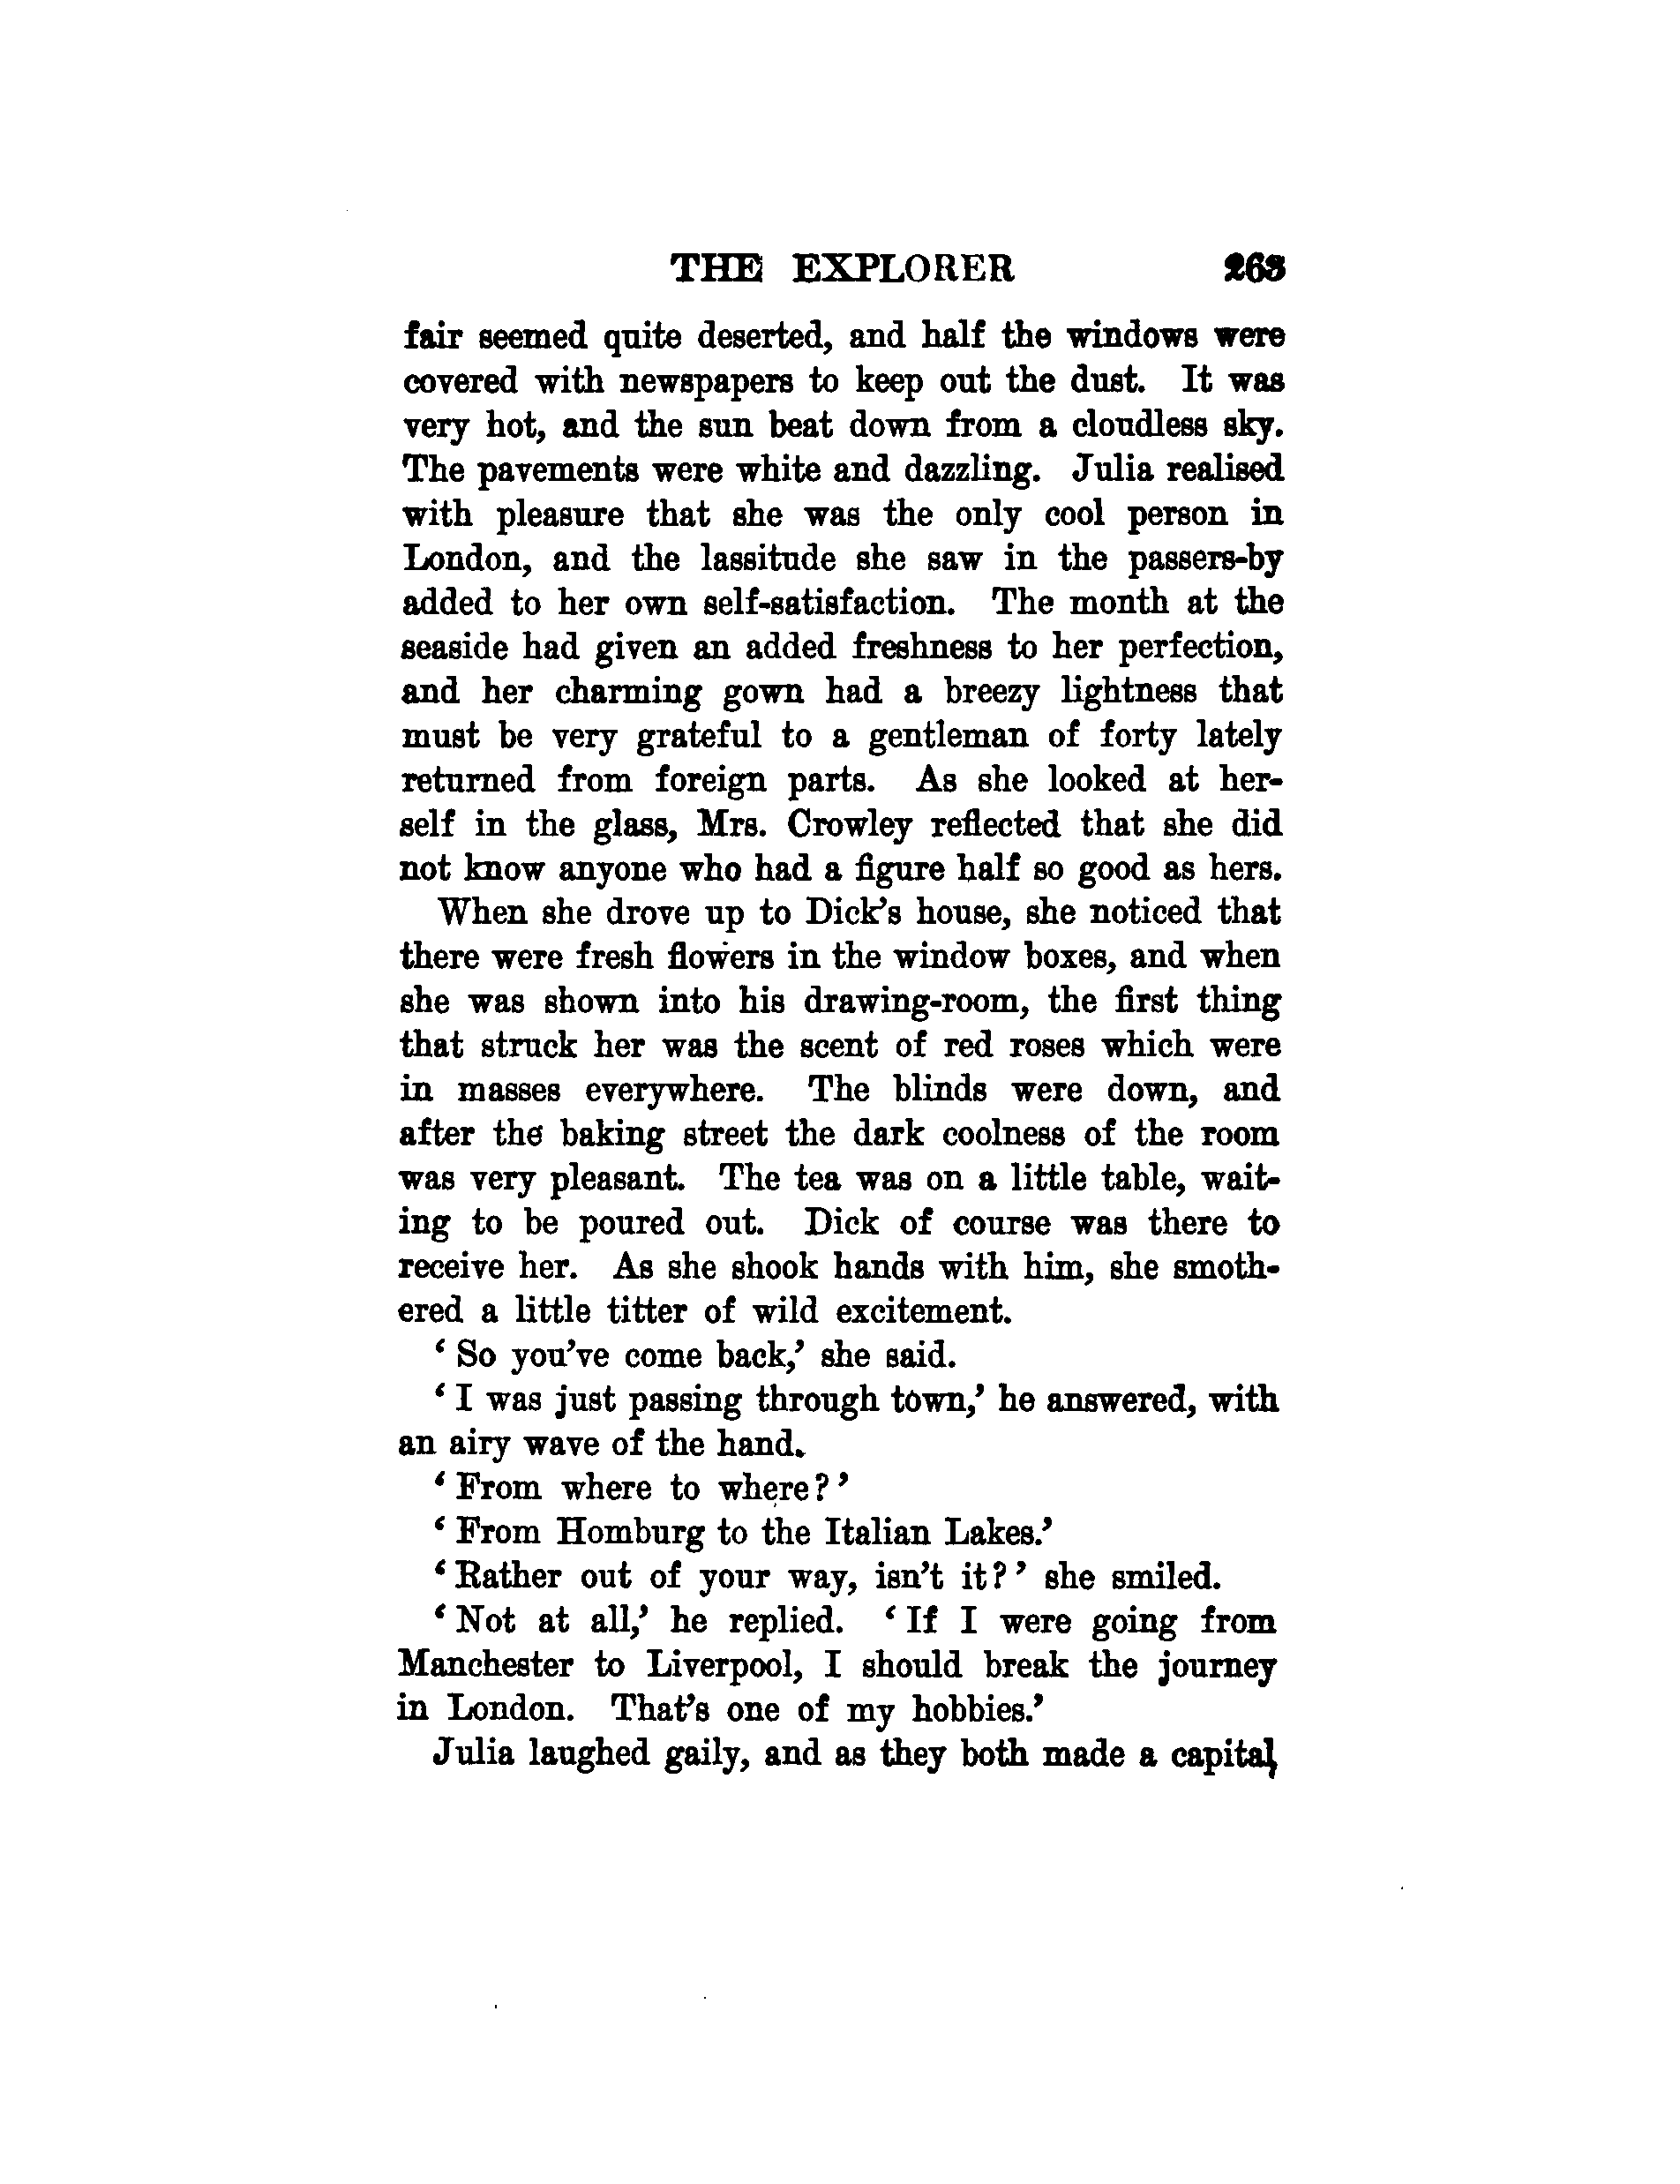 THE EXPLORER 263
fair seemed quite deserted, and half the windows were
covered with newspapers to keep out the dust. It was
very hot, and the sun beat down from a cloudless sky.
The pavements were white and dazzling. Julia realised
with pleasure that she was the only cool person in
London, and the lassitude she saw in the passers-by
added to her own self-satisfaction. The month at the
seaside had given an added freshness to her perfection,
and her charming gown had a breezy lightness that
must be very grateful to a gentleman of forty lately
returned from foreign parts. As she looked at her-
self in the glass, Mrs. Crowley reflected that she did
not know anyone who had a figure half so good as hers.
When she drove up to Dick's house, she noticed that
there were fresh flowers in the window boxes, and when
she was shown into his drawing-room, the first thing
that struck her was the scent of red roses which were
in masses everywhere. The blinds were down, and
after the baking street the dark coolness of the room
was very pleasant. The tea was on a little table, wait-
ing to be poured out. Dick of course was there to
receive her. As she shook hands with him, she smoth-
ered a little titter of wild excitement.
‘So you've come back,’ she said.
‘I was just passing through town,’ he answered, with
an airy wave of the hand.
‘From where to where?’
‘From Homburg to the Italian Lakes.’
‘Rather out of your way, isn't it?’ she smiled.
‘Not at all,’ he replied. ‘If I were going from
Manchester to Liverpool, I should break the journey
in London. That's one of my hobbies.’
Julia laughed gaily, and as they both made a capital